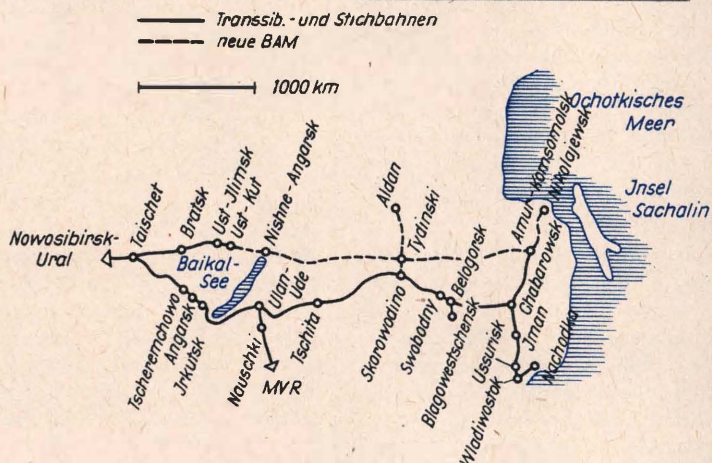 Transsib.- und Stichbahnen
neue BAM
1000 km
Ochotkisches
Meer
Jnsel
Sachalin
Nowosibirsk-
Ural
Taischet
Bratsk
Ust-Jlimsk
Ust-Kut
Nishne-Angarsk
Aldan
Tydinski
Amur-Komsomolsk
Nikolajewsk
Baikal-
See
Tscheremchowo
Angarsk
Jrkutsk
Nouschki
Ulan-
Ude
MVR
Tschita
Skorowodino
Swobodny
Belogorsk
Blagowestschensk
Chabarowsk
Jman
Ussurisk
Wladiwostok
Nachodka